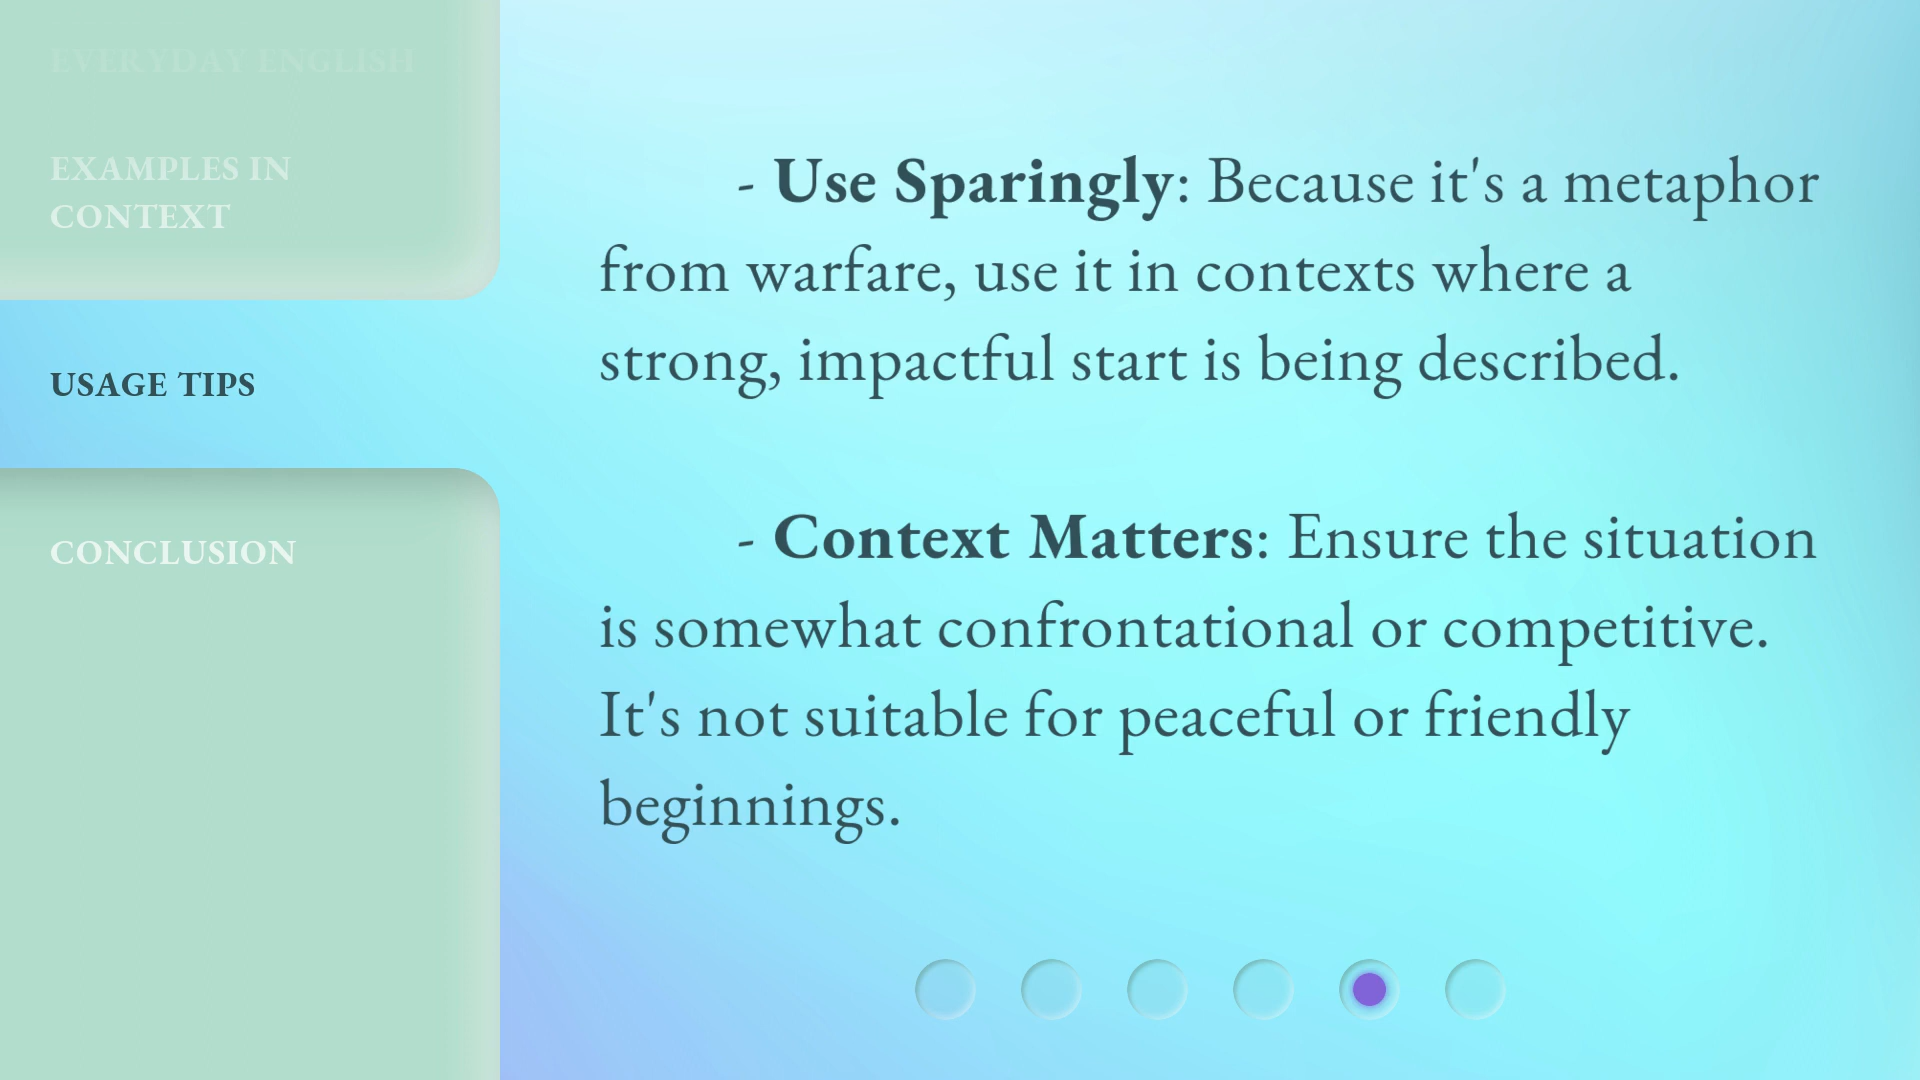 EVERYDAY ENGLISH
EXAMPLES IN
CONTEXT
USAGE TIPS
CONCLUSION
- Use Sparingly: Because it's a metaphor
from warfare, use it in contexts where a
strong, impactful start is being described.
- Context Matters: Ensure the situation
is somewhat confrontational or competitive.
It's not suitable for peaceful or friendly
beginnings.